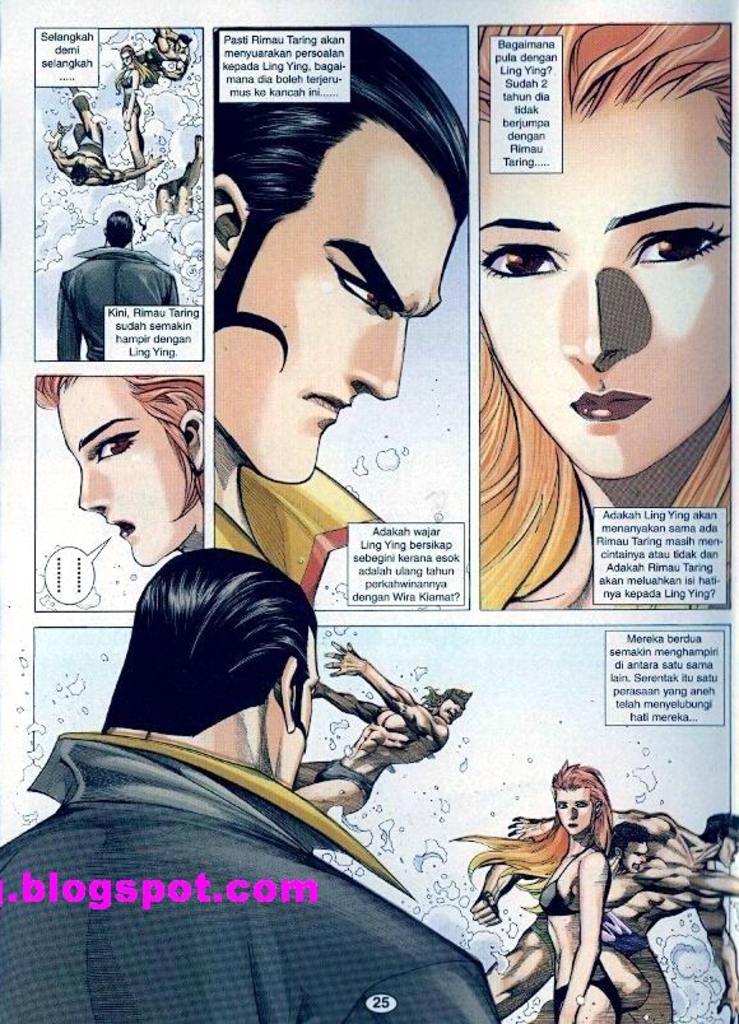 Selangkah
demi
selangkah
.....
Kini, Rimau Taring
sudah semakin
hampir dengan
Ling Ying.
Pasti Rimau Taring akan
menyuarakan persoalan
kepada Ling Ying, bagai-
mana dia boleh terjeru-
mus ke kancah ini......
Adakah wajar
Ling Ying bersikap
sebegini kerana esok
adalah ulang tahun
perkahwinannya
dengan Wira Kiamat?
Bagaimana
pula dengan
Ling Ying?
Sudah 2
tahun dia
tidak
berjumpa
dengan
Rimau
Taring.....
Adakah Ling Ying akan
menanyakan sama ada
Rimau Taring masih men-
cintainya atau tidak dan
Adakah Rimau Taring
akan meluahkan isi hati-
nya kepada Ling Ying?
Mereka berdua
semakin menghampiri
di antara satu sama
lain. Serentak itu satu
perasaan yang aneh
telah menyelubungi
hati mereka...
.blogspot.com
25